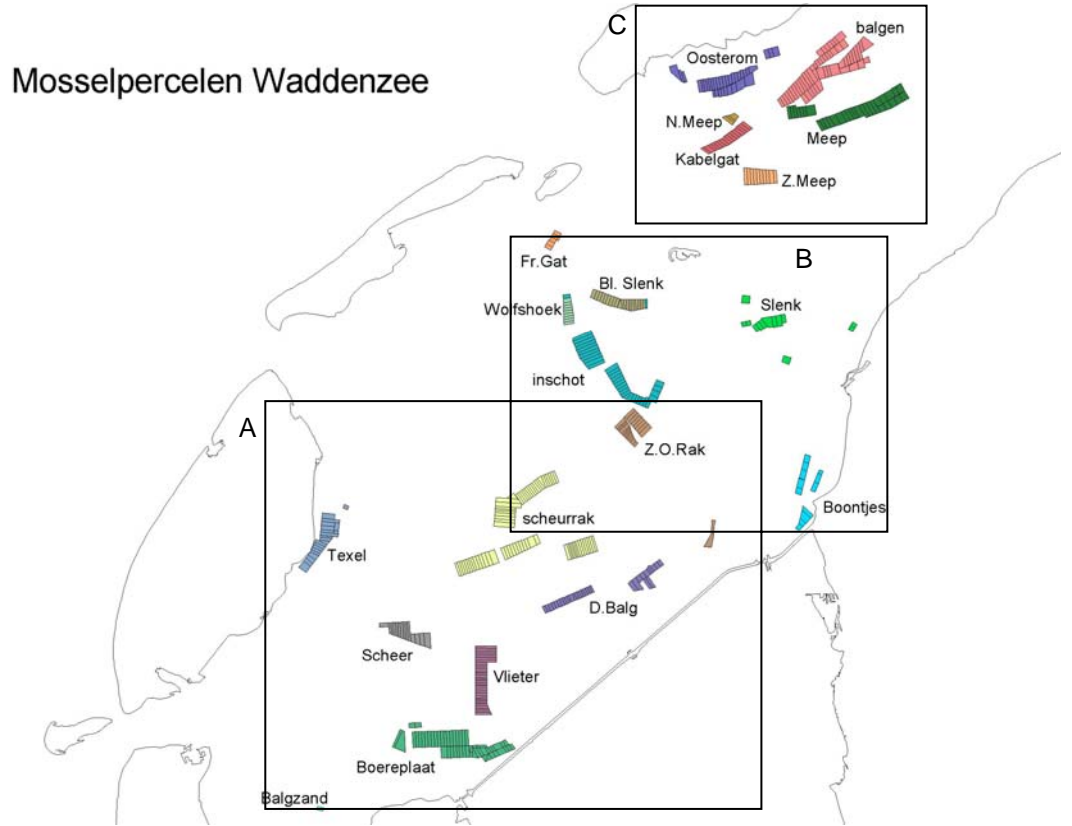 C
balgen
Oosterom
Mosselpercelen Waddenzee
N.Meep
Meep
Kabelgat
Z.Meep
B
Fr.Gat
Bl. Slenk
Wolfshoek
Slenk
inschot
A
Z.O.Rak
Boontjes
scheurrak
Texel
D.Balg
Scheer
Vlieter
Boereplaat
Balgzand